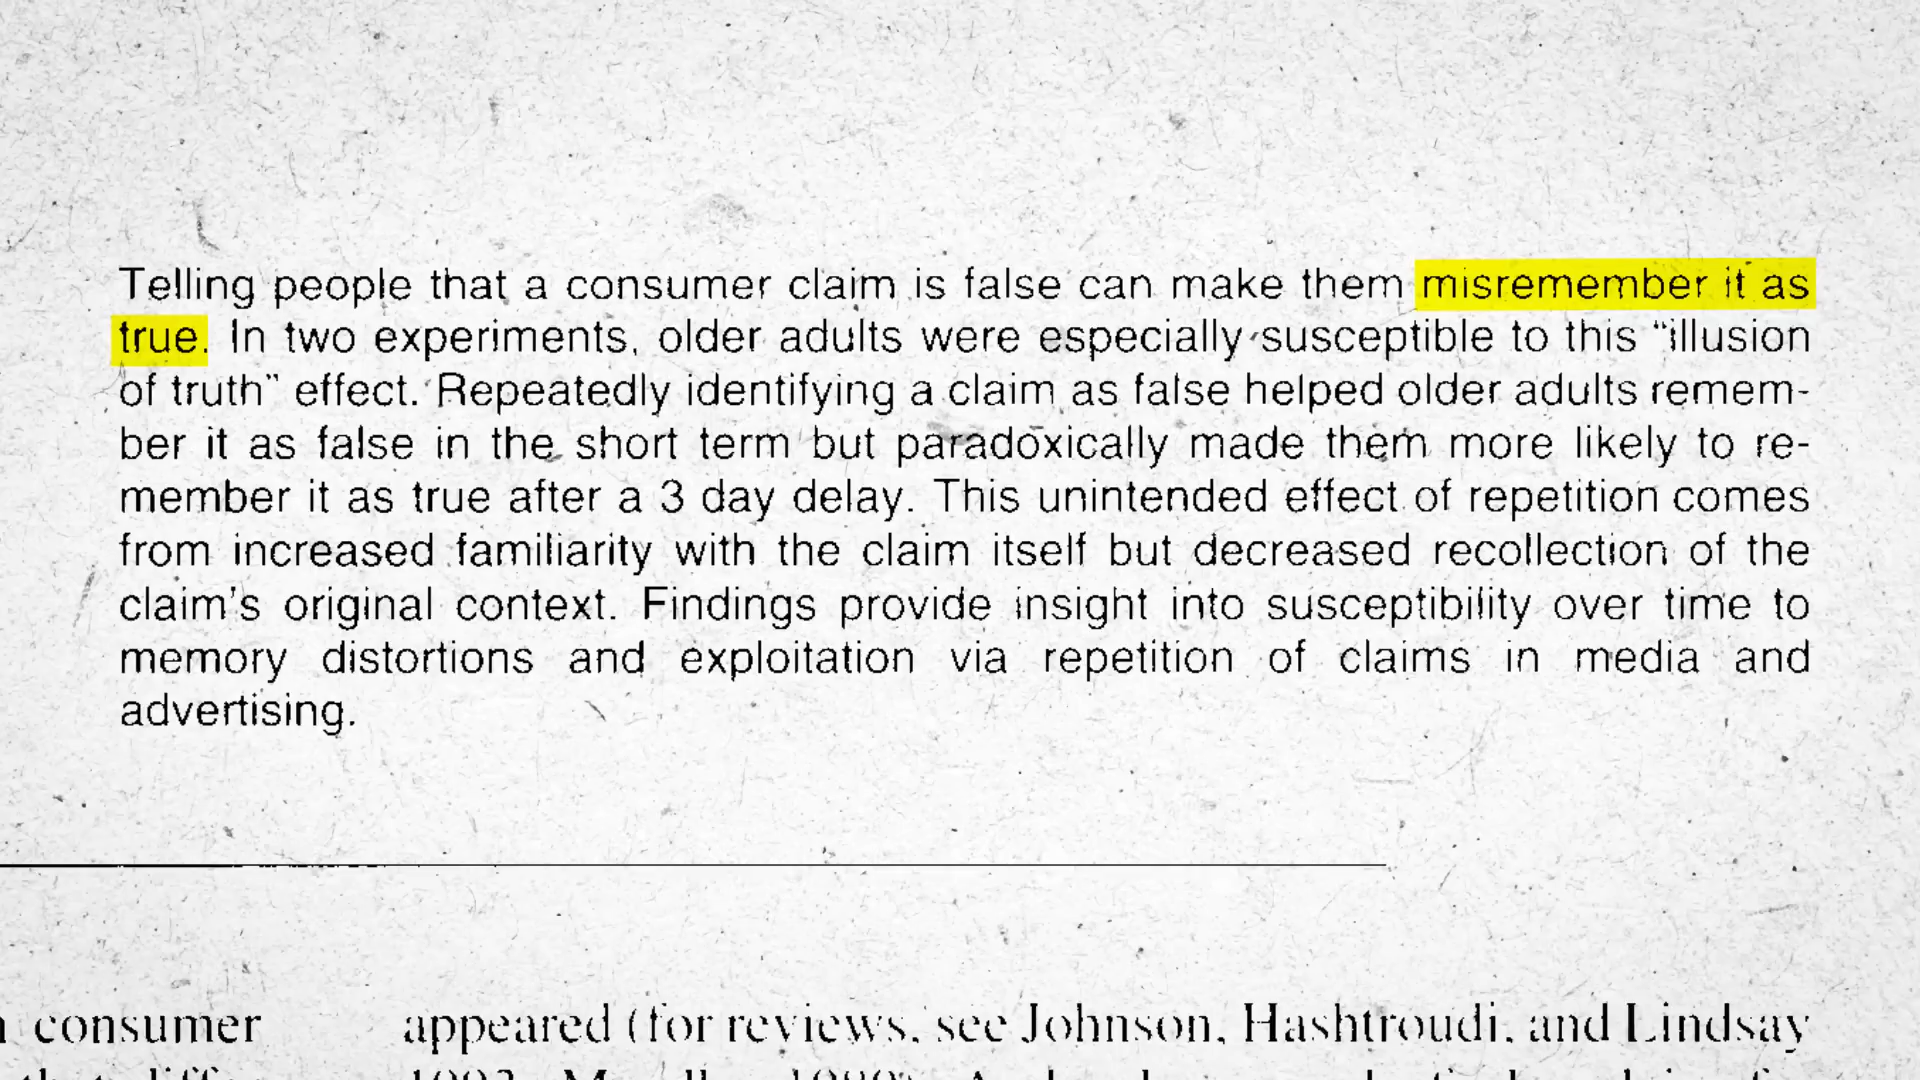 Telling people that a consumer claim is false can make them misremember it as
true. In two experiments, older adults were especially susceptible to this “illusion
of truth” effect. Repeatedly identifying a claim as false helped older adults remem-
ber it as false in the short term but paradoxically made them more likely to re-
member it as true after a 3 day delay. This unintended effect of repetition comes
from increased familiarity with the claim itself but decreased recollection of the
claim’s original context. Findings provide insight into susceptibility over time to
memory distortions and exploitation via repetition of claims in media and
advertising.
consumer
appeared (for reviews, see Johnson, Hashtroudi, and Lindsay